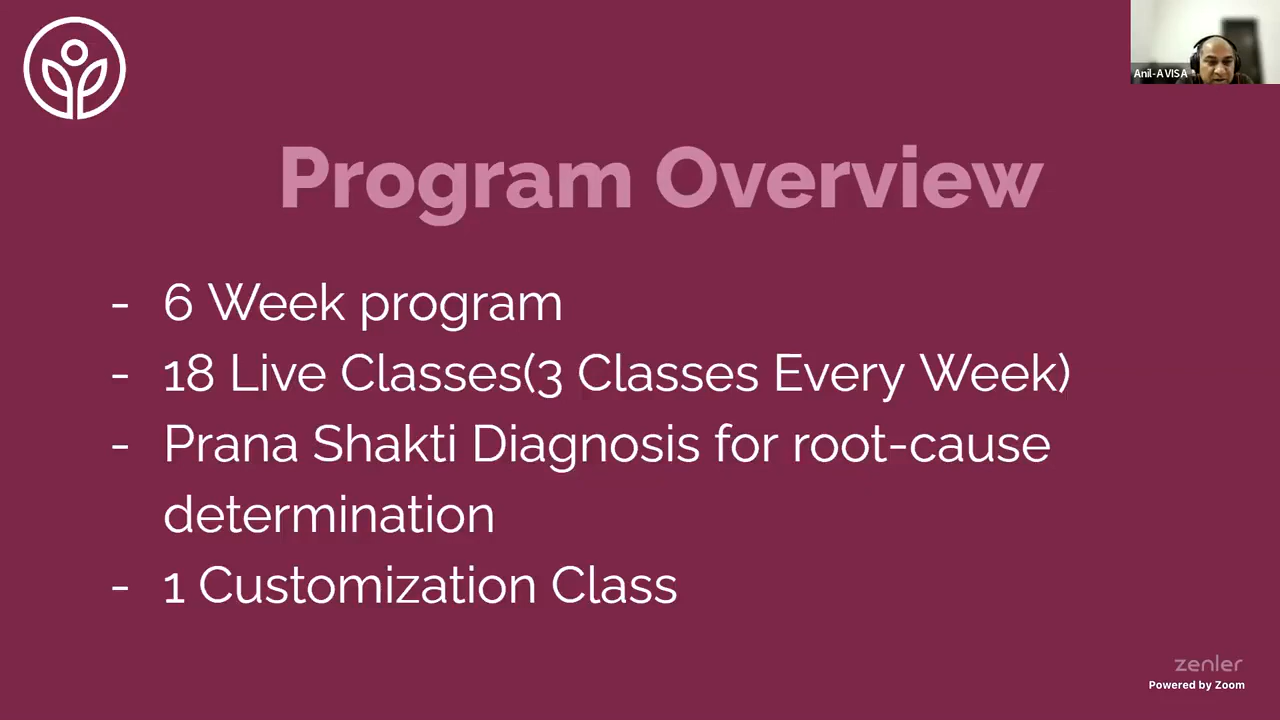 Anil-AVISA
Program Overview
- 6 Week program
- 18 Live Classes(3 Classes Every Week)
- Prana Shakti Diagnosis for root-cause
determination
- 1 Customization Class
zenler
Powered by Zoom